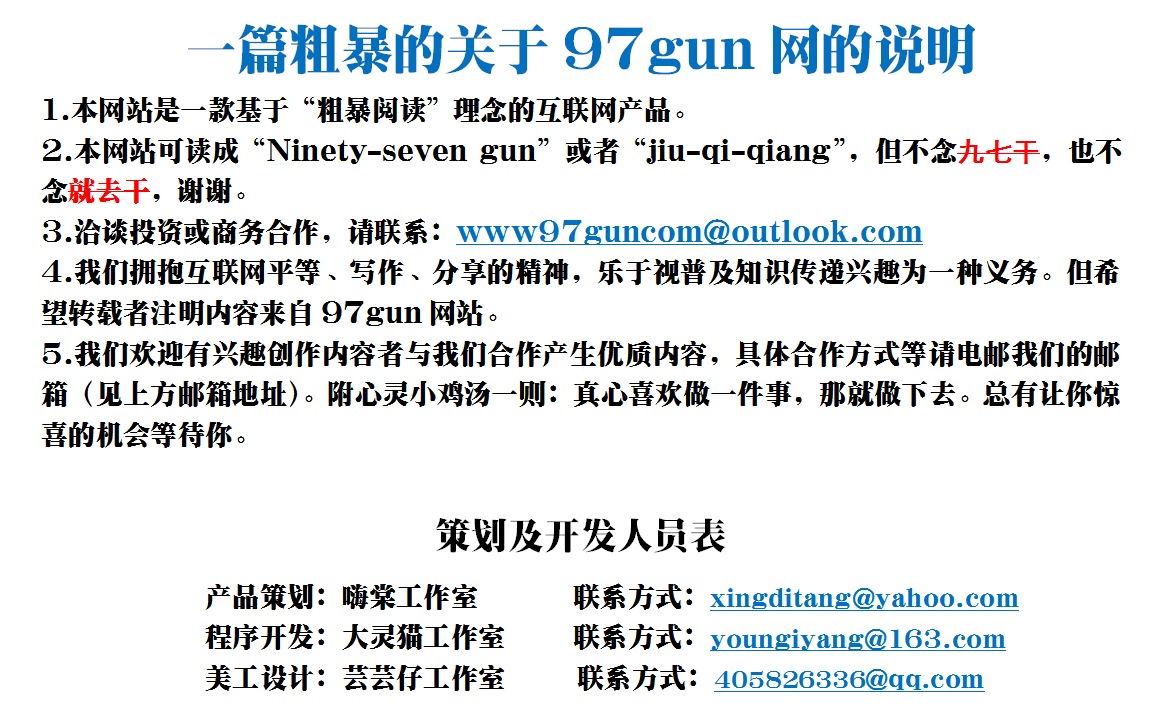 一篇粗暴的关于 97gun 网的说明
1.本网站是一款基于“粗暴阅读”理念的互联网产品。
2.本网站可读成“Ninety-seven gun”或者“jiu-qi-qiang”，但不念九七干，也不
念就去干，谢谢。
3.洽谈投资或商务合作，请联系：www97guncom@outlook.com
4.我们拥抱互联网平等、写作、分享的精神，乐于视普及知识传递兴趣为一种义务。但希
望转载者注明内容来自 97gun 网站。
5.我们欢迎有兴趣创作内容者与我们合作产生优质内容，具体合作方式等请电邮我们的邮
箱（见上方邮箱地址）。附心灵小鸡汤一则：真心喜欢做一件事，那就做下去。总有让你惊
喜的机会等待你。
策划及开发人员表
产品策划：嗨棠工作室 联系方式：xingditang@yahoo.com
程序开发：大灵猫工作室 联系方式：youngiyang@163.com
美工设计：芸芸仔工作室 联系方式：405826336@qq.com